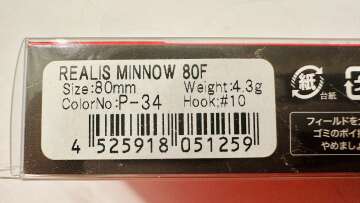 REALIS MINNOW 80F
Size:80mm Weight:4.3g
ColorNo:P-34 Hook:#10
4 525918 051259
紙
台紙
フィールドを
ゴミのポイ
やめましょ